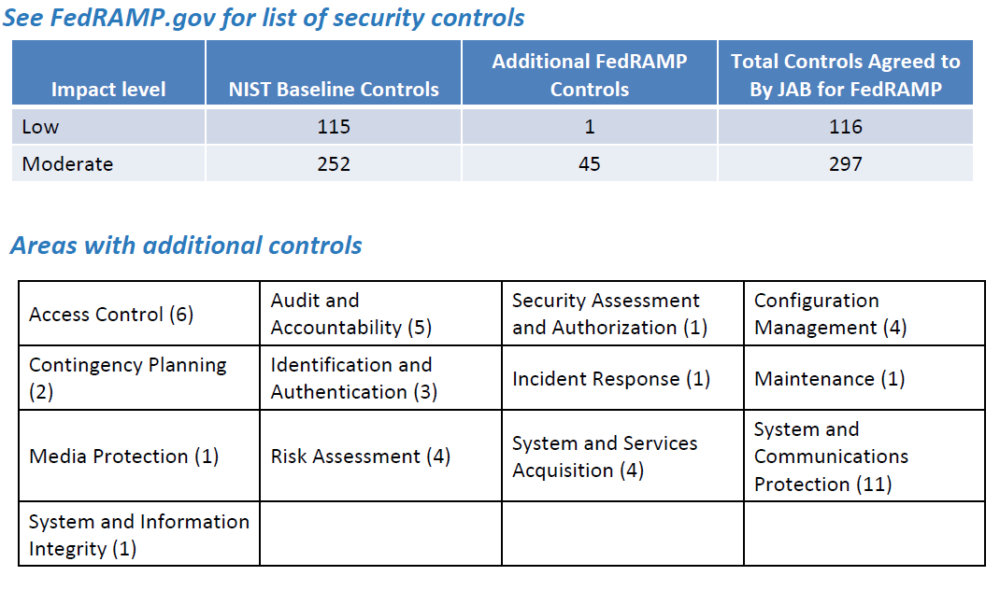 See FedRAMP.gov for list of security controls
Impact level
NIST Baseline Controls
Additional FedRAMP
Controls
Total Controls Agreed to
By JAB for FedRAMP
Low
115
1
116
Moderate
252
45
297
Areas with additional controls
Access Control (6)
Audit and
Accountability (5)
Security Assessment
and Authorization (1)
Configuration
Management (4)
Contingency Planning
(2)
Identification and
Authentication (3)
Incident Response (1)
Maintenance (1)
Media Protection (1)
Risk Assessment (4)
System and Services
Acquisition (4)
System and
Communications
Protection (11)
System and Information
Integrity (1)